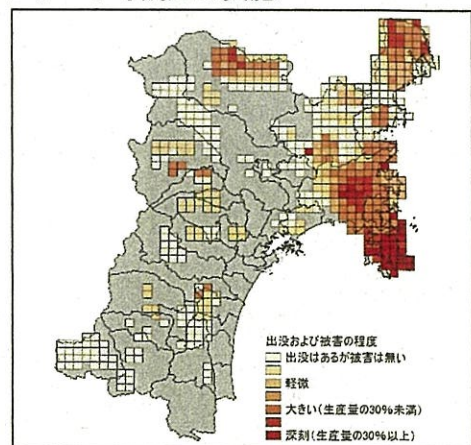 出没および被害の程度
出没はあるが被害は無い
軽微
大きい(生産量の30%未満)
深刻(生産量の30%以上)